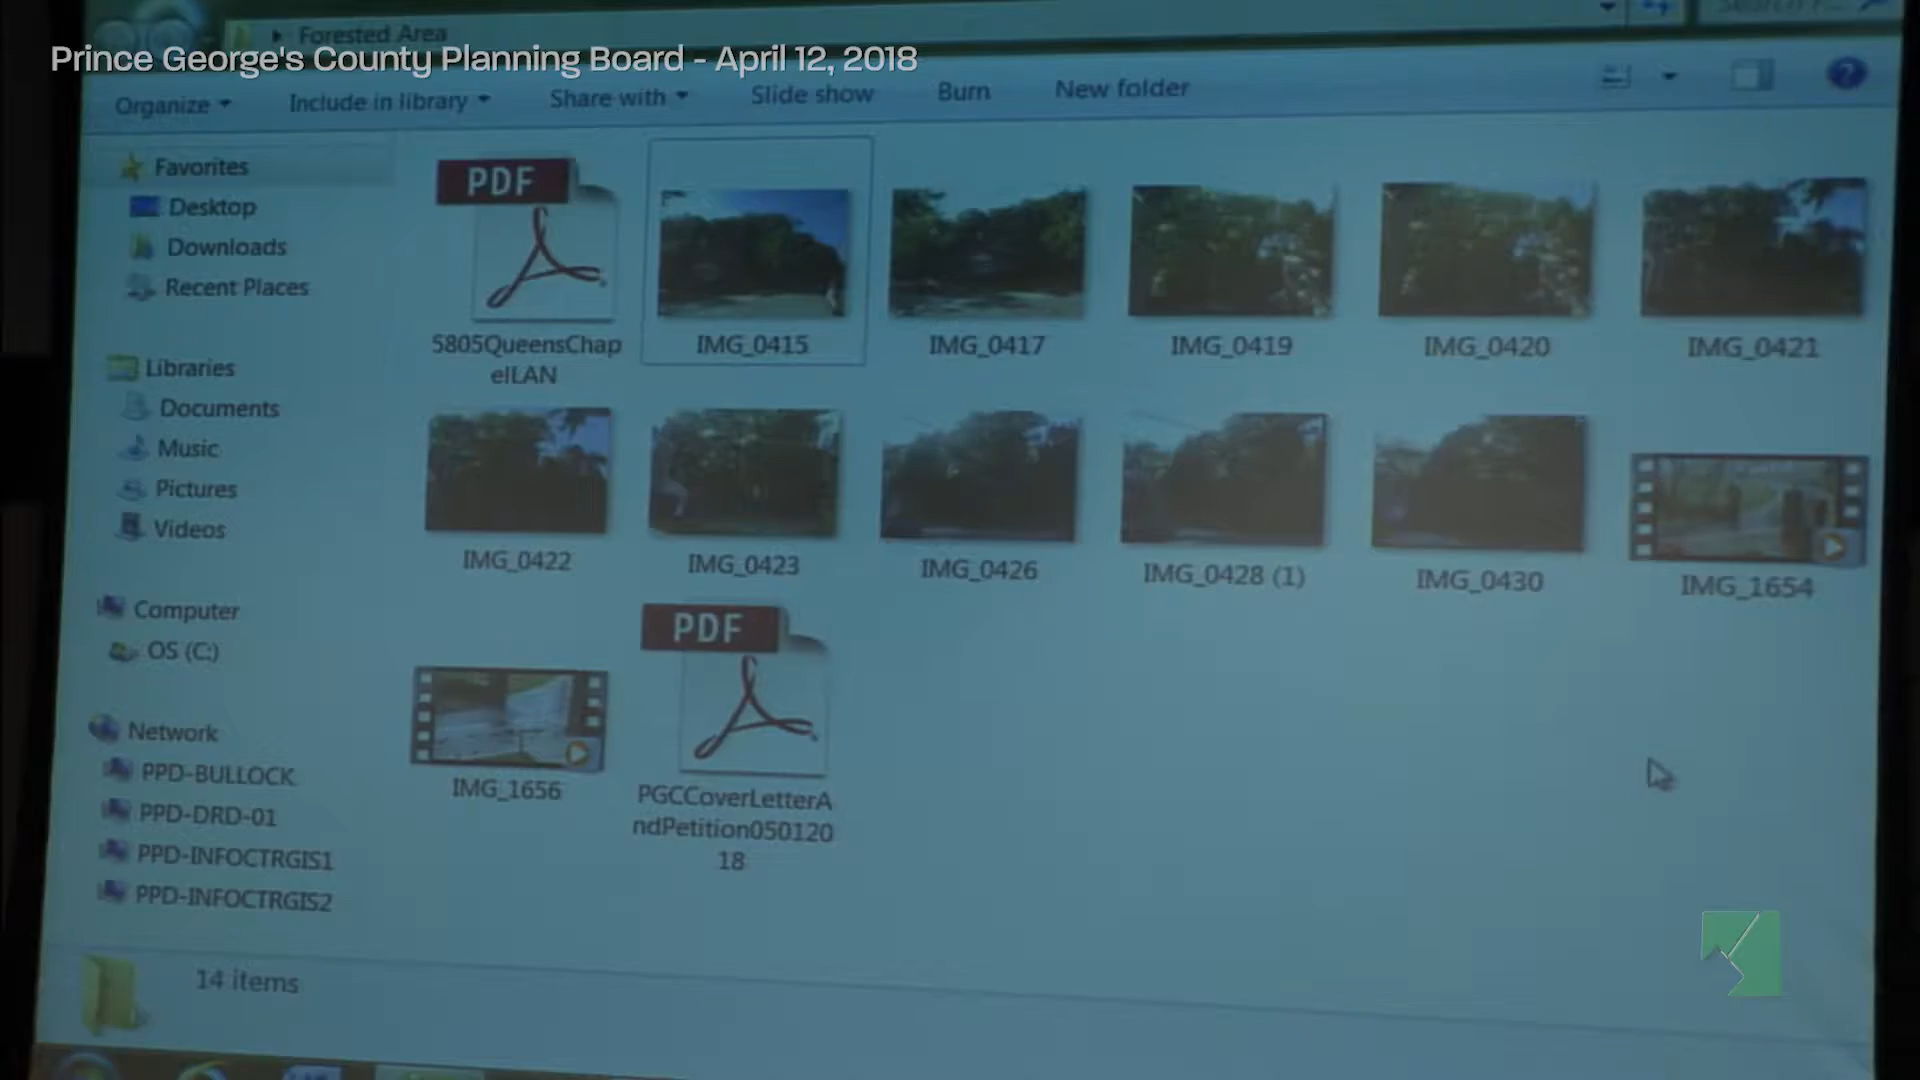 Forested Area
Prince George's County Planning Board - April 12, 2018
Organize
Include in library
Share with
Slide show
Burn
New folder
Favorites
Desktop
Downloads
Recent Places
Libraries
Documents
Music
Pictures
Videos
Computer
OS (C:)
Network
PPD-BULLOCK
PPD-DRD-01
PPD-INFOCTRGIS1
PPD-INFOCTRGIS2
PDF
5805QueensChap
elLAN
IMG_0415
IMG_0417
IMG_0419
IMG_0420
IMG_0421
IMG_0422
IMG_0423
IMG_0426
IMG_0428 (1)
IMG_0430
IMG_1654
IMG_1656
PDF
PGCCoverLetterA
ndPetition050120
18
14 items